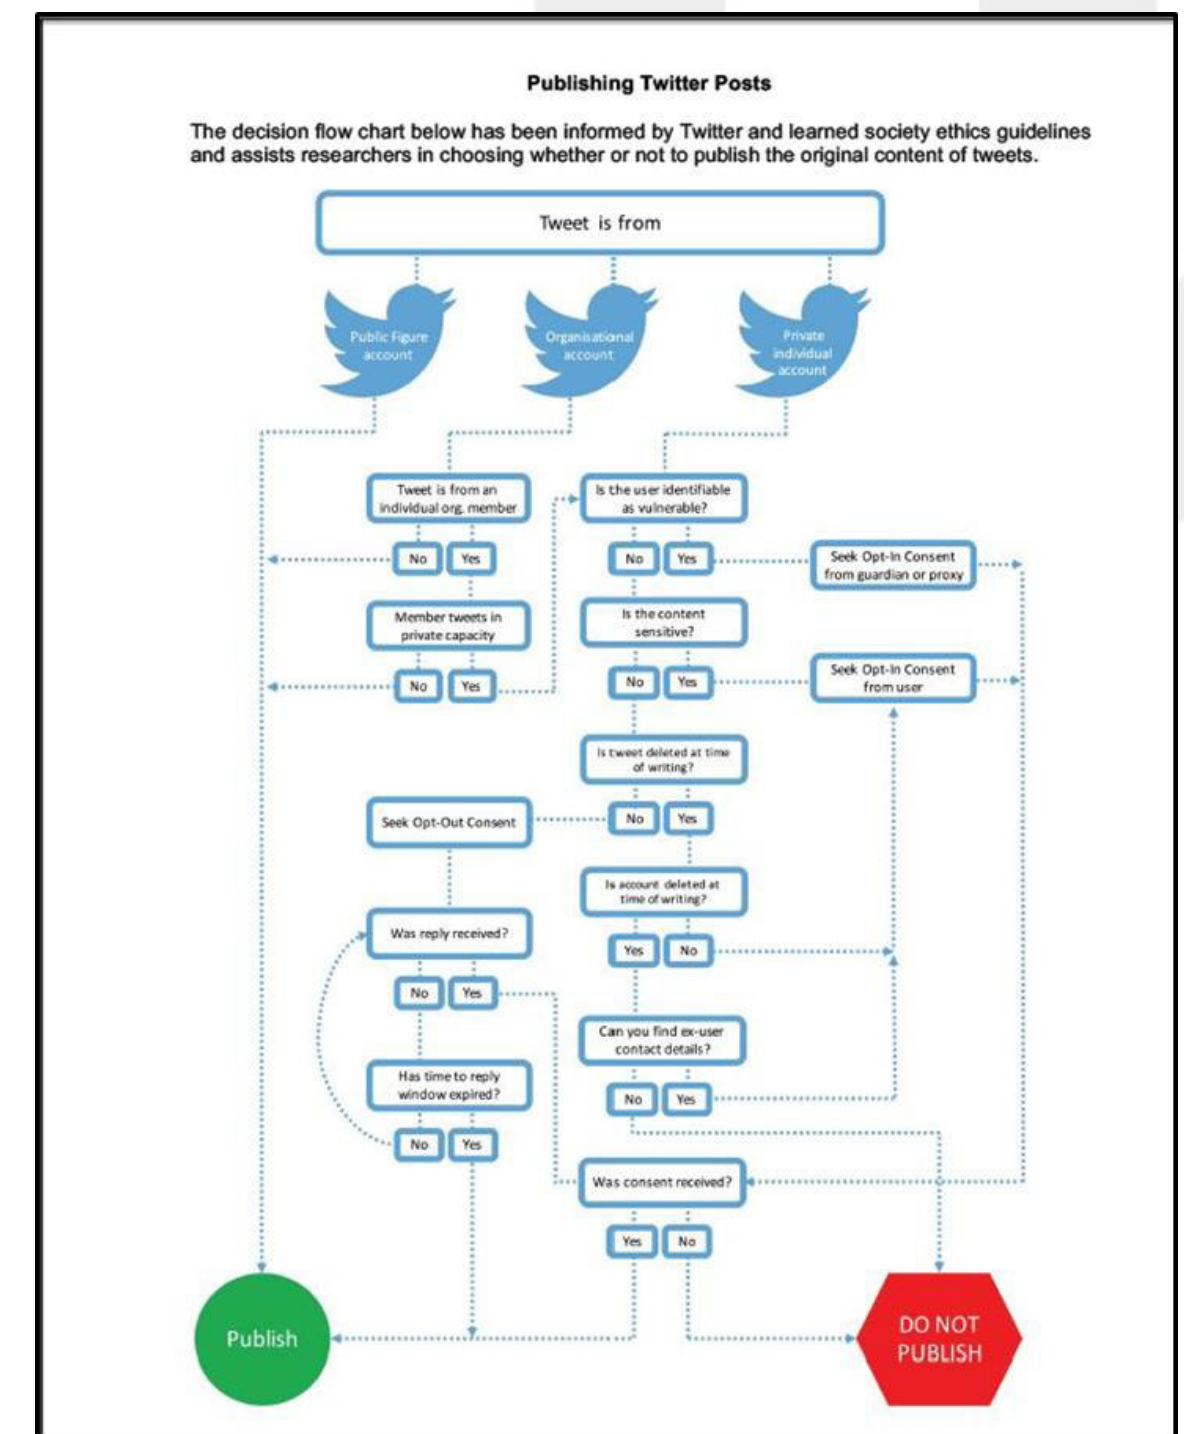 Publishing Twitter Posts
The decision flow chart below has been informed by Twitter and learned society ethics guidelines
and assists researchers in choosing whether or not to publish the original content of tweets.
Tweet is from
Public Figure
account
Organisational
account
Private
individual
account
Tweet is from an
individual org. member
No
Yes
Member tweets in
private capacity
No
Yes
Is the user identifiable
as vulnerable?
No
Yes
Seek Opt-In Consent
from guardian or proxy
Is the content
sensitive?
No
Yes
Seek Opt-In Consent
from user
Is tweet deleted at time
of writing?
No
Yes
Seek Opt-Out Consent
Is account deleted at
time of writing?
Yes
No
Was reply received?
No
Yes
Can you find ex-user
contact details?
No
Yes
Has time to reply
window expired?
No
Yes
Was consent received?
Yes
No
Publish
DO NOT
PUBLISH